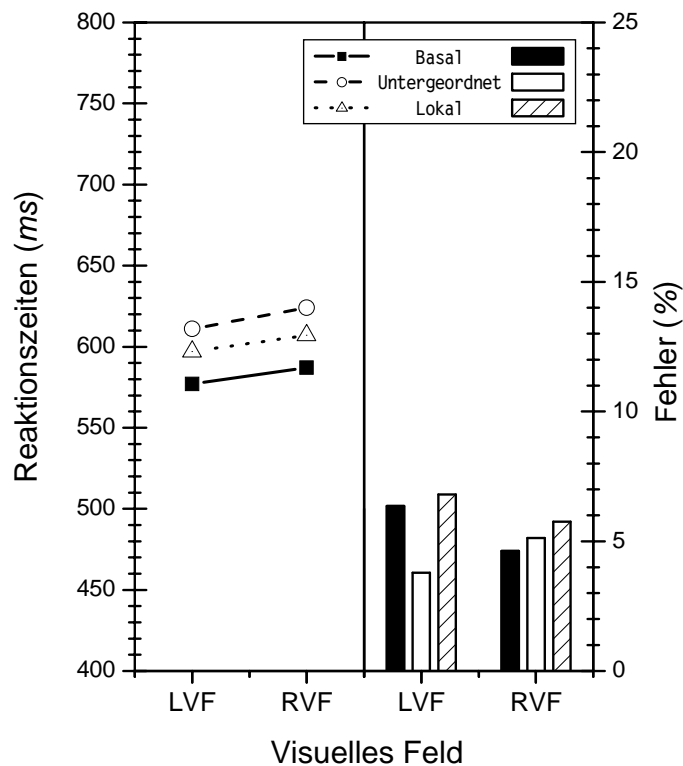 800
750
700
650
600
550
500
450
400
Reaktionszeiten (ms)
Basal
Untergeordnet
Lokal
25
20
15
10
5
0
Fehler (%)
LVF RVF LVF RVF
Visuelles Feld